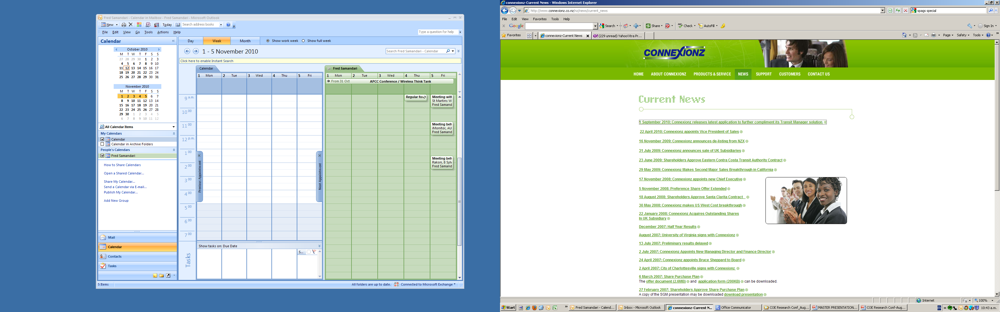 Fred Samandari - Calendar in Mailbox - Fred Samandari - Microsoft Outlook
New Today Search address books
File Edit View Go Tools Actions Help Type a question for help
Calendar «
October 2010
M T W T F S S
27 28 29 30 1 2 3
4 5 6 7 8 9 10
11 12 13 14 15 16 17
18 19 20 21 22 23 24
25 26 27 28 29 30 31
November 2010
M T W T F S S
1 2 3 4 5 6 7
8 9 10 11 12 13 14
15 16 17 18 19 20 21
22 23 24 25 26 27 28
29 30 1 2 3 4 5
6 7 8 9 10 11 12
All Calendar Items
My Calendars
Calendar
Calendar in Archive Folders
People's Calendars
Fred Samandari
How to Share Calendars
Open a Shared Calendar...
Share My Calendar...
Send a Calendar via E-mail...
Publish My Calendar...
Add New Group
Mail
Calendar
Contacts
Tasks
5 Items
Day Week Month Show work week Show full week
1 - 5 November 2010 Search Fred Samandari - Calendar
Click here to enable Instant Search
Calendar Fred Samandari
1 Mon 2 Tue 3 Wed 4 Thu 5 Fri 1 Mon 2 Tue 3 Wed 4 Thu 5 Fri
From 31 Oct APCC Conference / Wireless Think Tank
9 a.m.
10 00
11 00
12 p.m.
1 00
2 00
3 00
4 00
5 00
6 00
7 00
Previous Appointment
Next Appointment
Regular for
Meeting with
St Martins W
Fred Samand
Meeting bet
iMonitor, AU
Fred Samand
Meeting bet
Rakon, 8 Sylv
Fred Samand
Tasks
Show tasks on: Due Date
S...
All folders are up to date. Connected to Microsoft Exchange
connexionz-Current News - Windows Internet Explorer
http://www.connexionz.co.nz/nz/news/current_news spags special
File Edit View Favorites Tools Help
x Google Search Share Check AutoFill Sign In
Favorites connexionz-Current News (229 unread) Yahoo!Xtra Pr... Page Safety Tools
CONNEXIONZ
HOME ABOUT CONNEXIONZ PRODUCTS & SERVICE NEWS SUPPORT CUSTOMERS CONTACT US
Current News
1 September 2010: Connexionz releases latest application to further compliment its Transit Manager solution
22 April 2010: Connexionz appoints Vice President of Sales
16 November 2009: Connexionz announces de-listing from NZX
31 July 2009: Connexionz announces sale of UK Subsidiaries
23 June 2009: Shareholders Approve Eastern Contra Costa Transit Authority Contract
29 May 2009: Connexionz Makes Second Major Sales Breakthrough in California
17 November 2008: Connexionz appoints new Chief Executive
5 November 2008: Preference Share Offer Extended
18 August 2008: Shareholders Approve Santa Clarita Contract
30 May 2008: Connexionz makes US West Cost breakthrough
22 January 2008: Connexionz Acquires Outstanding Shares
In UK Subsidiary
December 2007: Half Year Results
August 2007: University of Virginia signs with Connexionz
13 July 2007: Preliminary results delayed
2 July 2007: Connexionz Appoints New Managing Director and Finance Director
24 April 2007: Connexionz appoints Bruce Sheppard to Board
2 April 2007: City of Charlottesville signs with Connexionz
6 March 2007: Share Purchase Plan
The offer document (2.6MB) and application form (200KB) can be downloaded.
27 February 2007: Shareholders Approve Share Purchase Plan
A copy of the SGM presentation may be downloaded download presentation
Internet 100%
Start Fred Samandari - Calend... Inbox - Microsoft Outlook connexionz-Current N... Office Communicator COE Research Conf_Aug... MASTER PRESENTATION... COE Research Conf-Aug... EN 10:43 a.m.